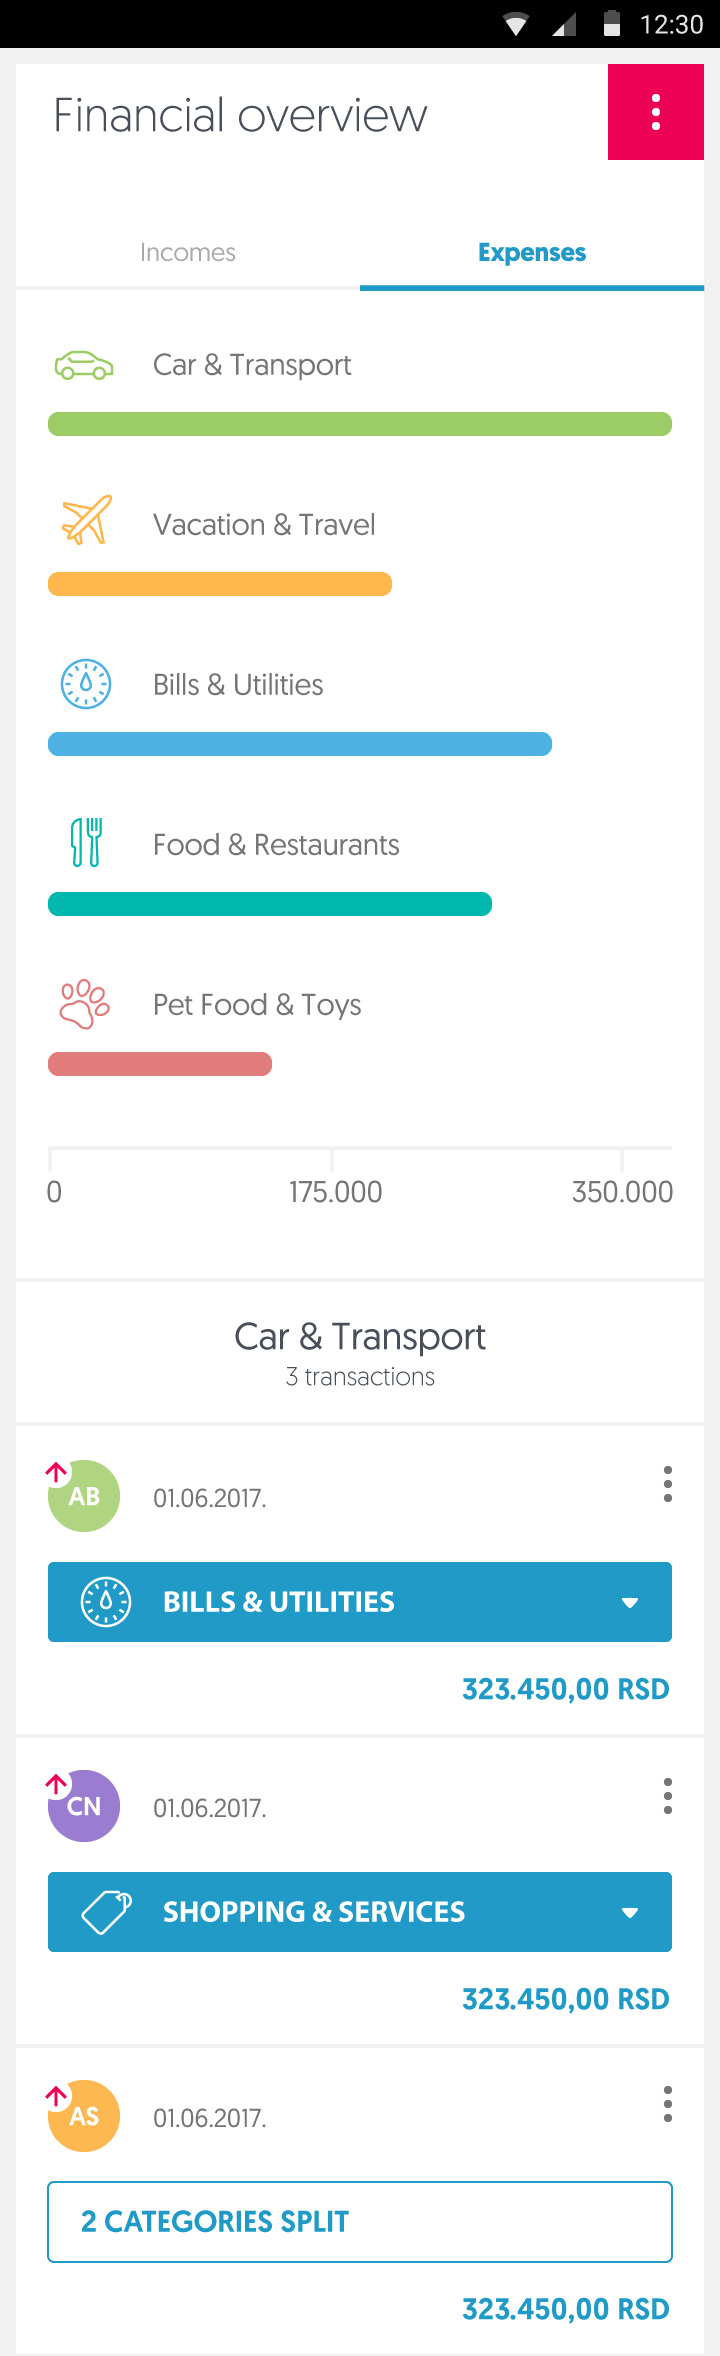 12:30
Financial overview
Incomes
Expenses
Car & Transport
Vacation & Travel
Bills & Utilities
Food & Restaurants
Pet Food & Toys
0 175.000 350.000
Car & Transport
3 transactions
AB 01.06.2017.
BILLS & UTILITIES
323.450,00 RSD
CN 01.06.2017.
SHOPPING & SERVICES
323.450,00 RSD
AS 01.06.2017.
2 CATEGORIES SPLIT
323.450,00 RSD